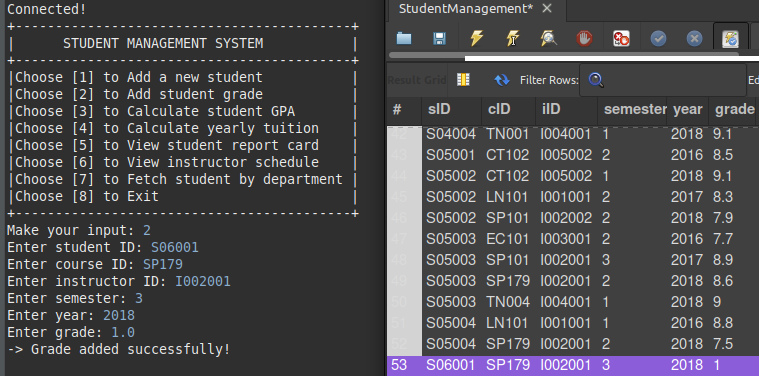 Connected!
+-------------------------------------------+
|      STUDENT MANAGEMENT SYSTEM           |
+-------------------------------------------+
|Choose [1] to Add a new student           |
|Choose [2] to Add student grade           |
|Choose [3] to Calculate student GPA       |
|Choose [4] to Calculate yearly tuition    |
|Choose [5] to View student report card    |
|Choose [6] to View instructor schedule    |
|Choose [7] to Fetch student by department |
|Choose [8] to Exit                        |
+-------------------------------------------+
Make your input: 2
Enter student ID: S06001
Enter course ID: SP179
Enter instructor ID: I002001
Enter semester: 3
Enter year: 2018
Enter grade: 1.0
-> Grade added successfully!
StudentManagement* ×
Result Grid Filter Rows: Ed
# sID cID iID semester year grade
42 S04004 TN001 I004001 1 2018 9.1
43 S05001 CT102 I005002 2 2016 8.5
44 S05002 CT102 I005002 1 2018 9.1
45 S05002 LN101 I001001 2 2017 8.3
46 S05002 SP101 I002002 2 2018 7.9
47 S05003 EC101 I003001 2 2016 7.7
48 S05003 SP101 I002001 3 2017 8.9
49 S05003 SP179 I002001 2 2018 8.6
50 S05003 TN004 I004001 1 2018 9
51 S05004 LN101 I001001 1 2016 8.8
52 S05004 SP179 I002001 2 2018 7.5
53 S06001 SP179 I002001 3 2018 1